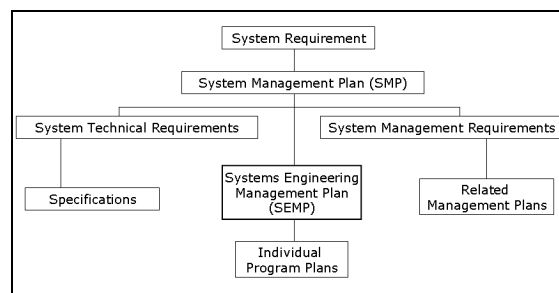 System Requirement
System Management Plan (SMP)
System Technical Requirements
System Management Requirements
Specifications
Systems Engineering
Management Plan
(SEMP)
Related
Management Plans
Individual
Program Plans